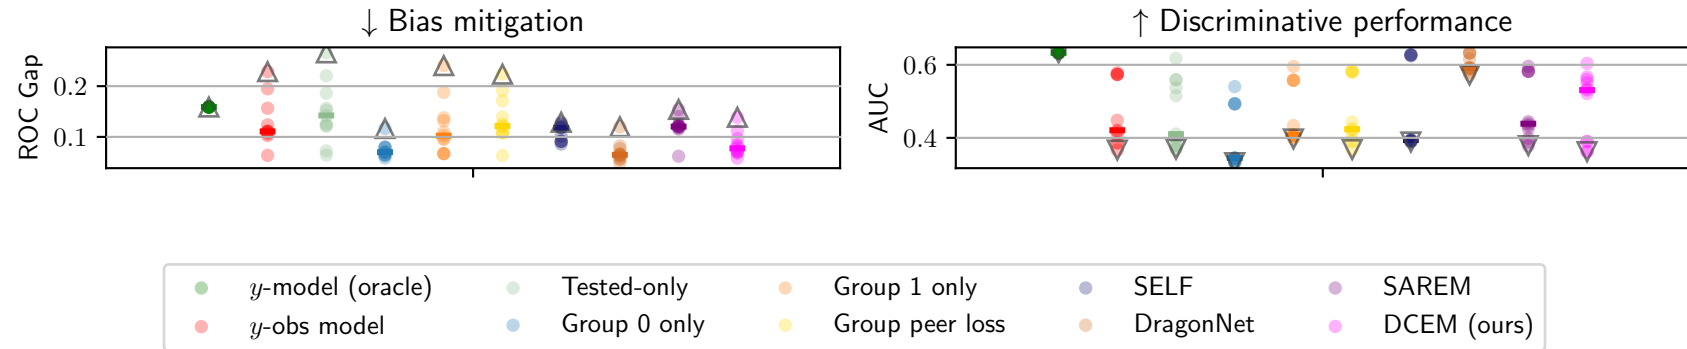 ↓ Bias mitigation
ROC Gap
0.2
0.1
↑ Discriminative performance
AUC
0.6
0.4
y-model (oracle)
y-obs model
Tested-only
Group 0 only
Group 1 only
Group peer loss
SELF
DragonNet
SAREM
DCEM (ours)